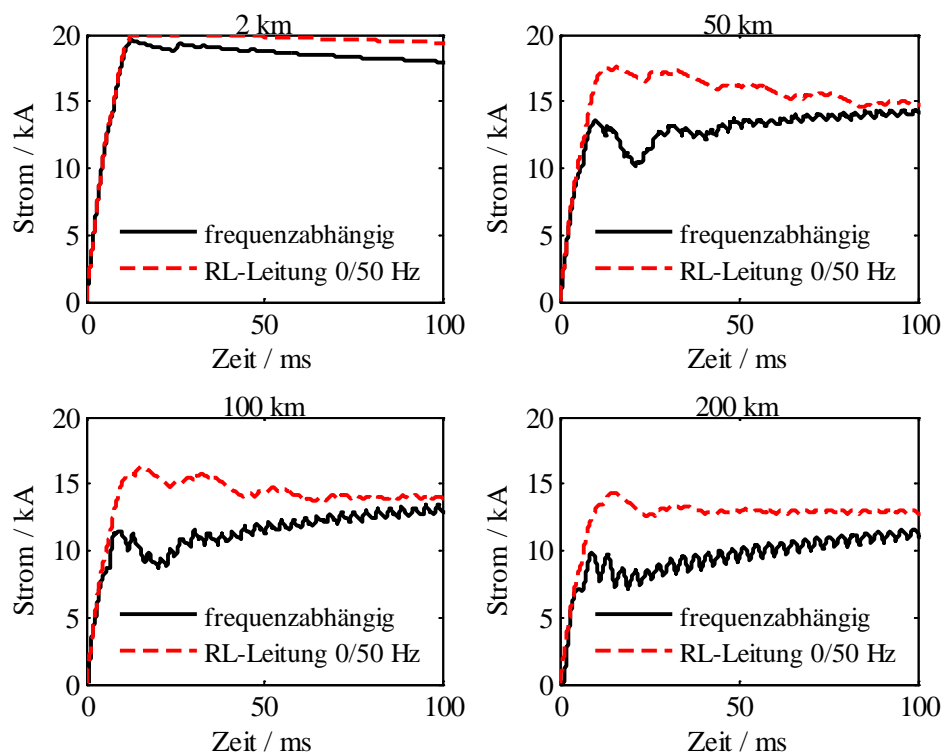 2 km
20
15
10
5
0
Strom / kA
frequenzabhängig
RL-Leitung 0/50 Hz
0
50
100
Zeit / ms
50 km
20
15
10
5
0
Strom / kA
frequenzabhängig
RL-Leitung 0/50 Hz
0
50
100
Zeit / ms
100 km
20
15
10
5
0
Strom / kA
frequenzabhängig
RL-Leitung 0/50 Hz
0
50
100
Zeit / ms
200 km
20
15
10
5
0
Strom / kA
frequenzabhängig
RL-Leitung 0/50 Hz
0
50
100
Zeit / ms